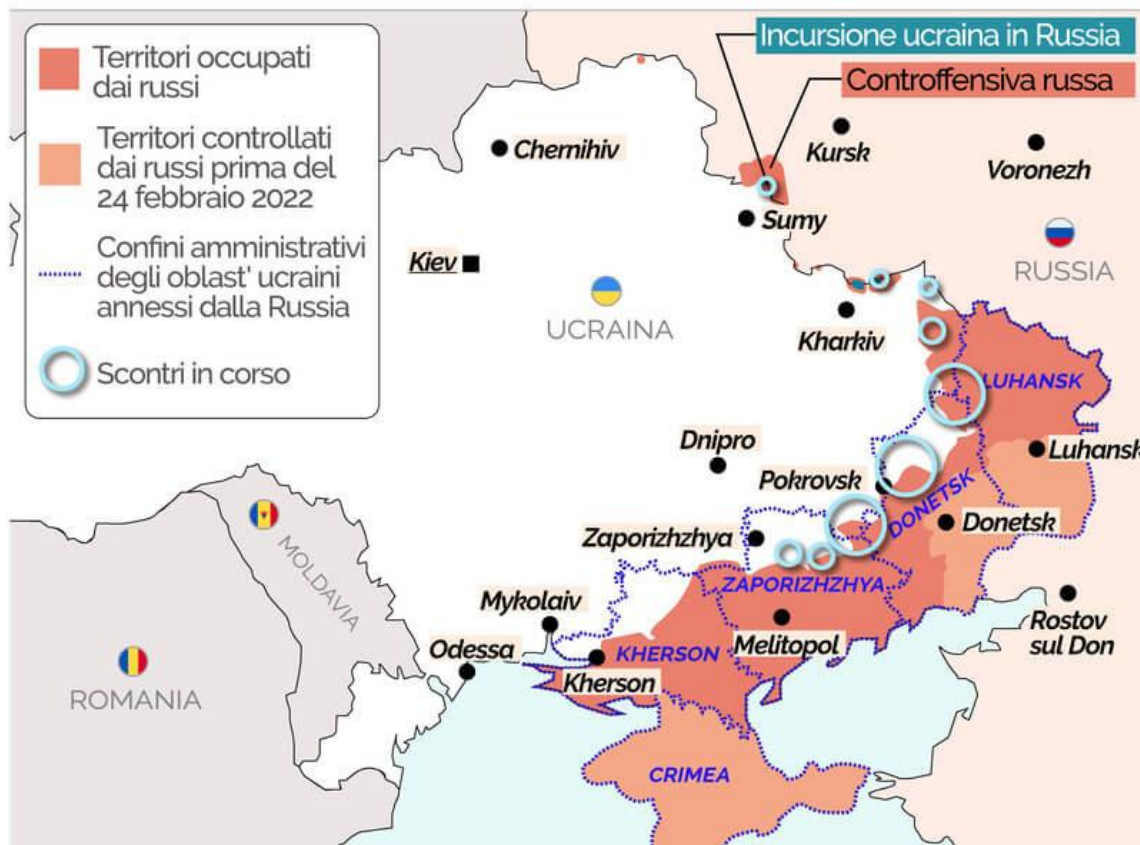 Territori occupati
dai russi
Territori controllati
dai russi prima del
24 febbraio 2022
Confini amministrativi
degli oblast' ucraini
annessi dalla Russia
Scontri in corso
Incursione ucraina in Russia
Controffensiva russa
Chernihiv
Kursk
Voronezh
Sumy
Kiev
RUSSIA
UCRAINA
Kharkiv
LUHANSK
Dnipro
Luhansk
Pokrovsk
DONETSK
Donetsk
Zaporizhzhya
MOLDAVIA
ZAPORIZHZHYA
Mykolaiv
Rostov
sul Don
Melitopol
Odessa
KHERSON
Kherson
ROMANIA
CRIMEA